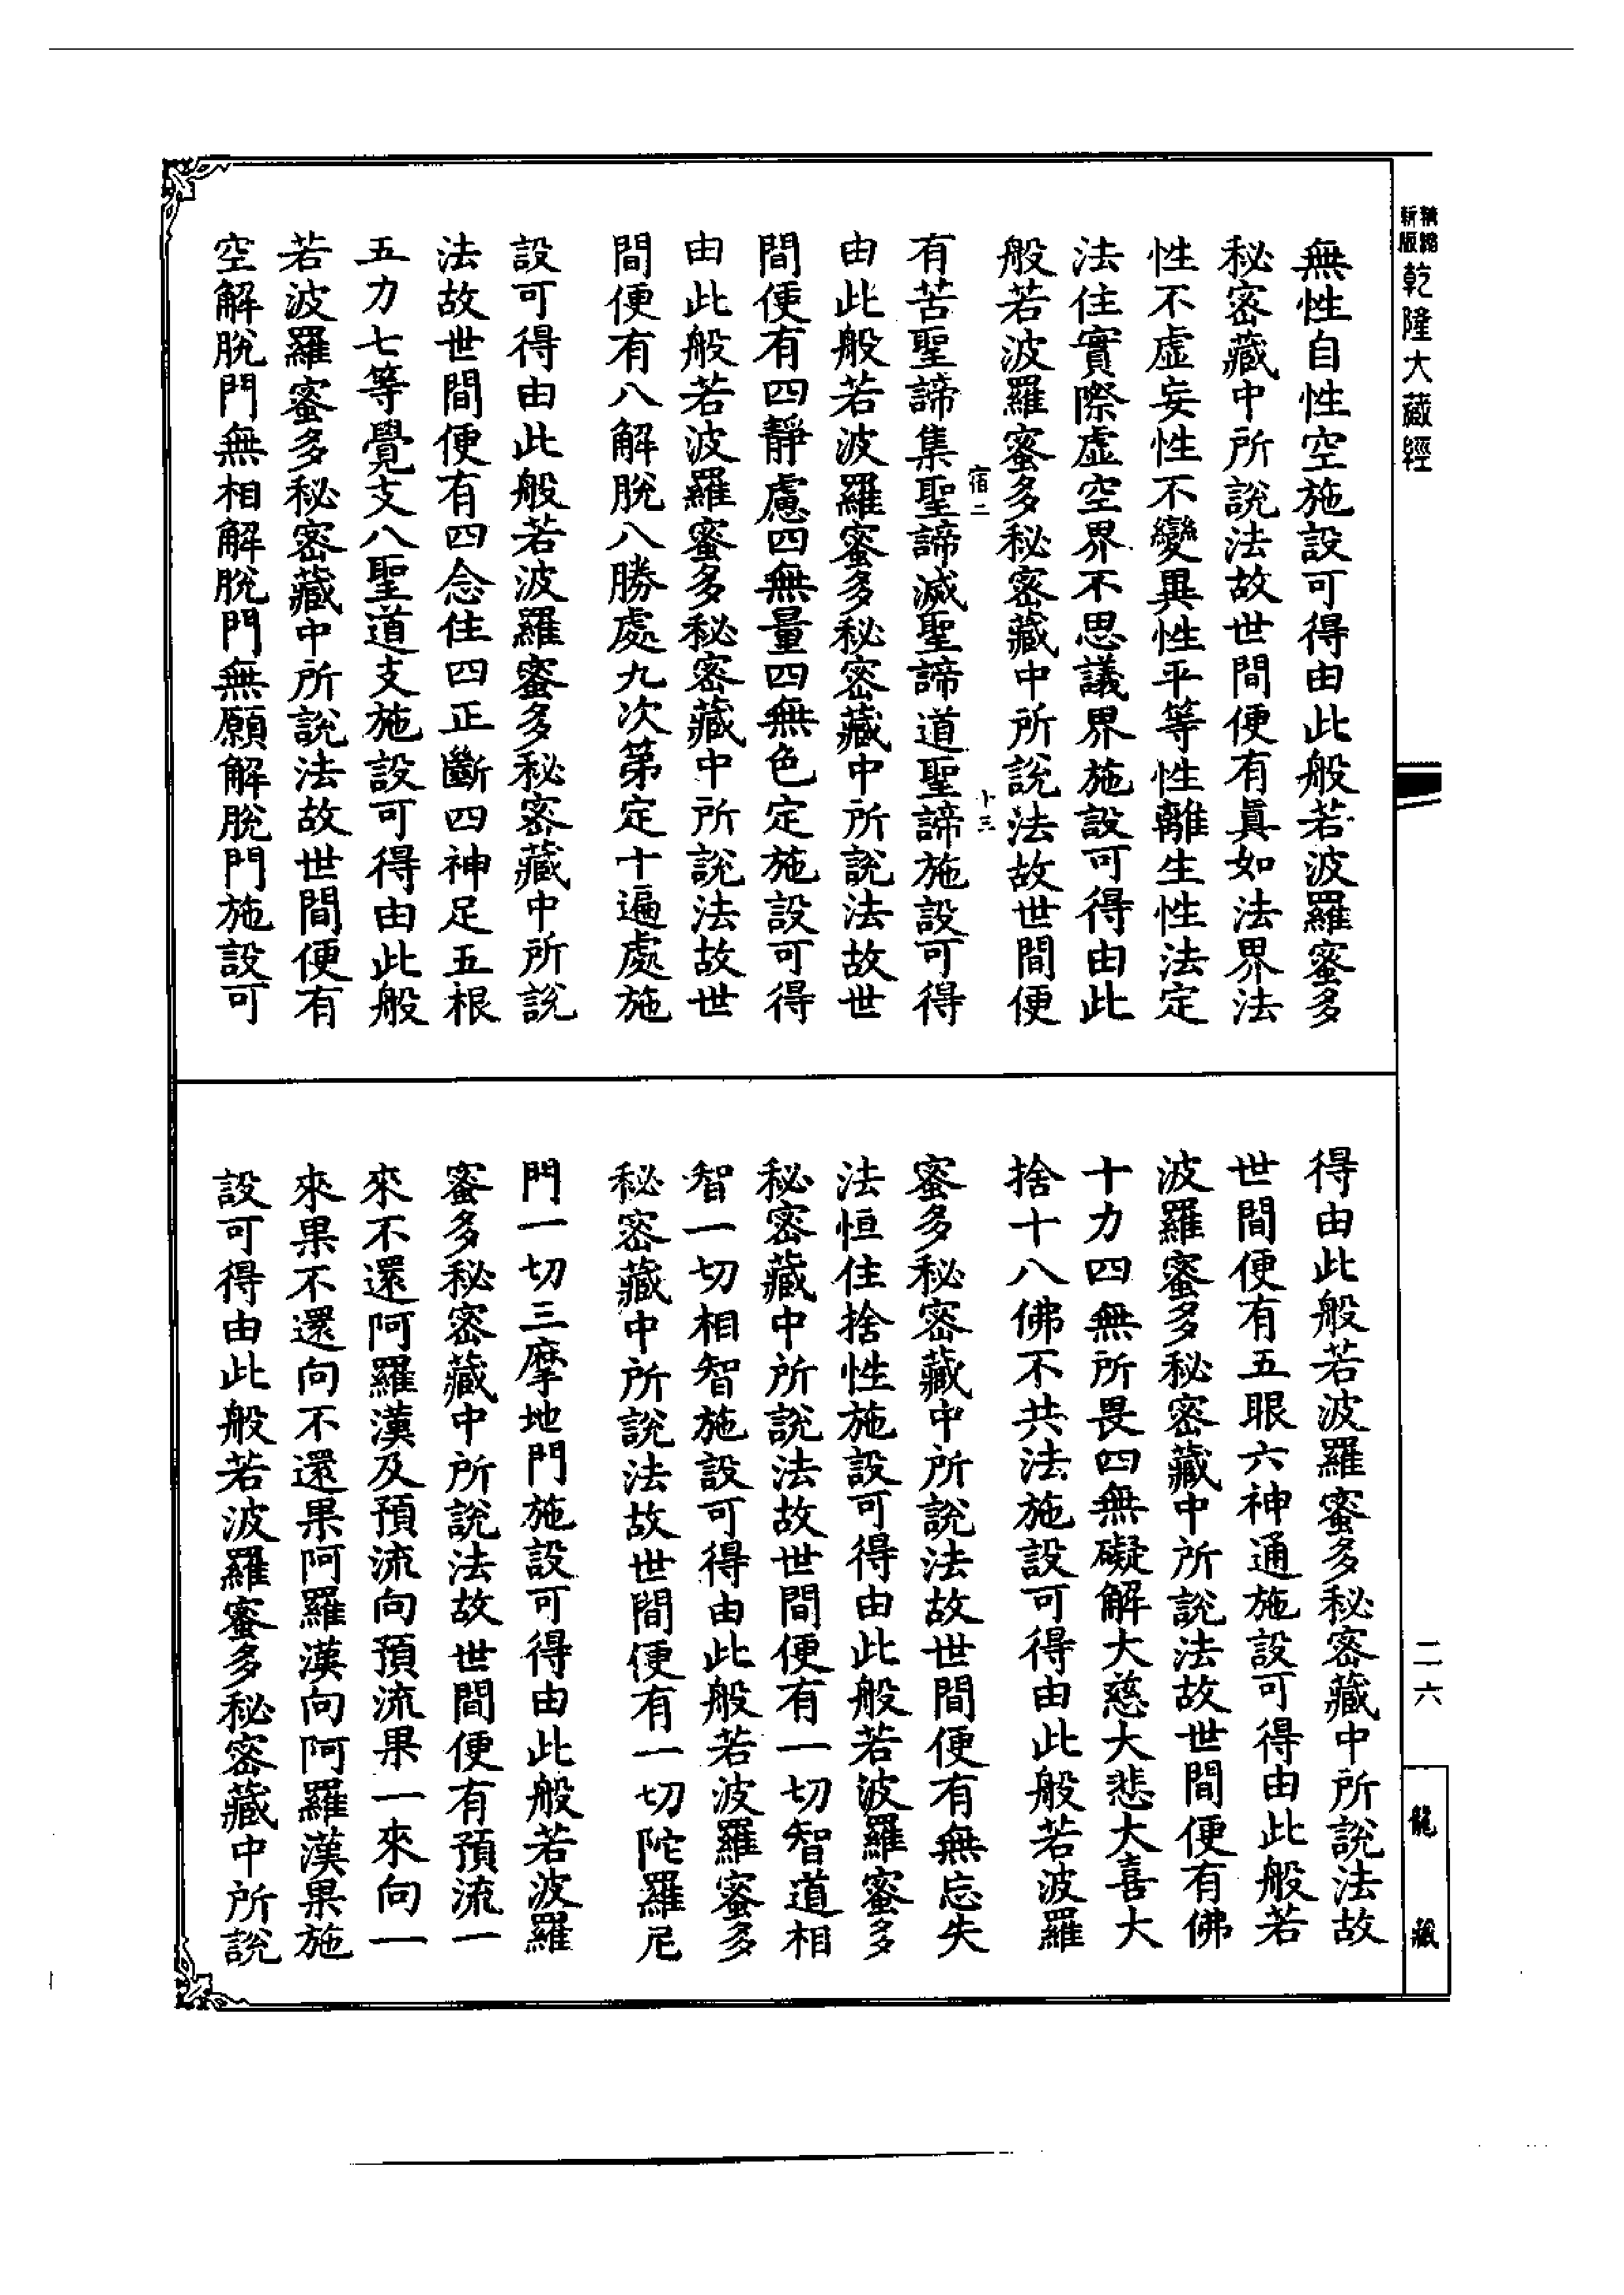 精縮
新版
乾隆大藏經
無性自性空施設可得由此般若波羅蜜多
秘密藏中所說法故世間便有真如法界法
性不虛妄性不變異性平等性離生性法定
法住實際虛空界不思議界施設可得由此
般若波羅蜜多秘密藏中所說法故世間便
宿二
十三
有苦聖諦集聖諦滅聖諦道聖諦施設可得
由此般若波羅蜜多秘密藏中所說法故世
間便有四靜慮四無量四無色定施設可得
由此般若波羅蜜多秘密藏中所說法故世
間便有八解脫八勝處九次第定十遍處施
設可得由此般若波羅蜜多秘密藏中所說
法故世間便有四念住四正斷四神足五根
五力七等覺支八聖道支施設可得由此般
若波羅蜜多秘密藏中所說法故世間便有
空解脫門無相解脫門無願解脫門施設可
得由此般若波羅蜜多秘密藏中所說法故
世間便有五眼六神通施設可得由此般若
波羅蜜多秘密藏中所說法故世間便有佛
十力四無所畏四無礙解大慈大悲大喜大
捨十八佛不共法施設可得由此般若波羅
蜜多秘密藏中所說法故世間便有無忘失
法恒住捨性施設可得由此般若波羅蜜多
秘密藏中所說法故世間便有一切智道相
智一切相智施設可得由此般若波羅蜜多
秘密藏中所說法故世間便有一切陀羅尼
門一切三摩地門施設可得由此般若波羅
蜜多秘密藏中所說法故世間便有預流一
來不還阿羅漢及預流向預流果一來向一
來果不還向不還果阿羅漢向阿羅漢果施
設可得由此般若波羅蜜多秘密藏中所說
二六
龍藏